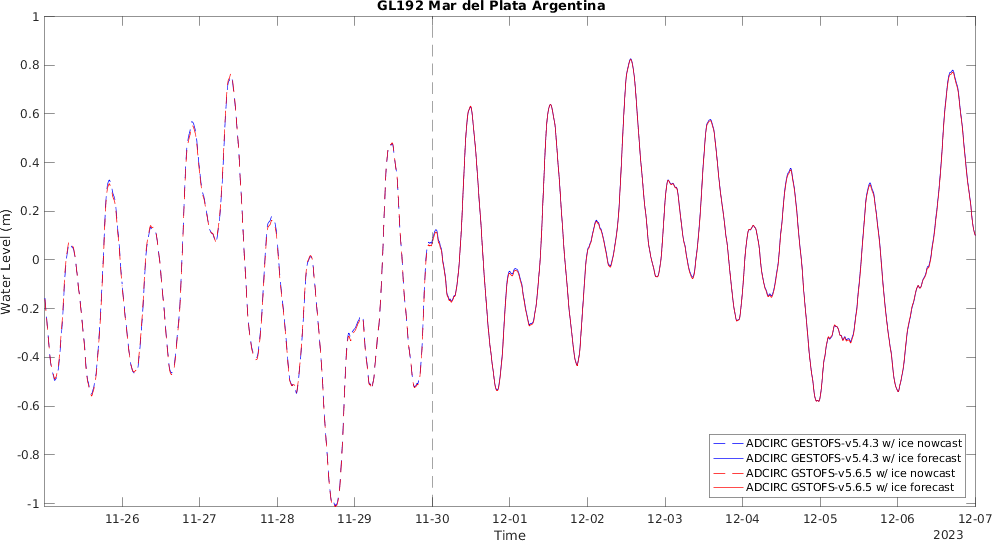 GL192 Mar del Plata Argentina
1
0.8
0.6
0.4
0.2
0
-0.2
-0.4
-0.6
-0.8
-1
Water Level (m)
ADCIRC GESTOFS-v5.4.3 w/ ice nowcast
ADCIRC GESTOFS-v5.4.3 w/ ice forecast
ADCIRC GSTOFS-v5.6.5 w/ ice nowcast
ADCIRC GSTOFS-v5.6.5 w/ ice forecast
11-26 11-27 11-28 11-29 11-30 12-01 12-02 12-03 12-04 12-05 12-06 12-07
Time
2023